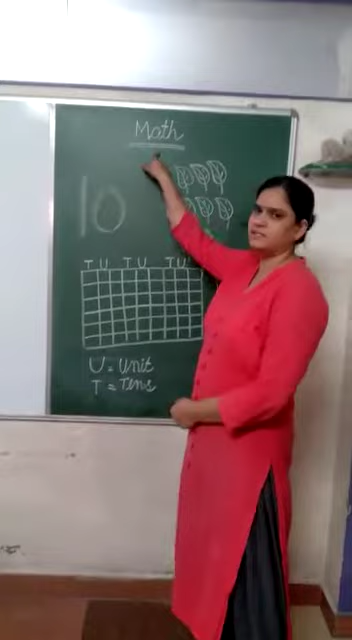 Math
10
T U T U T U
U = Unit
T = Tens